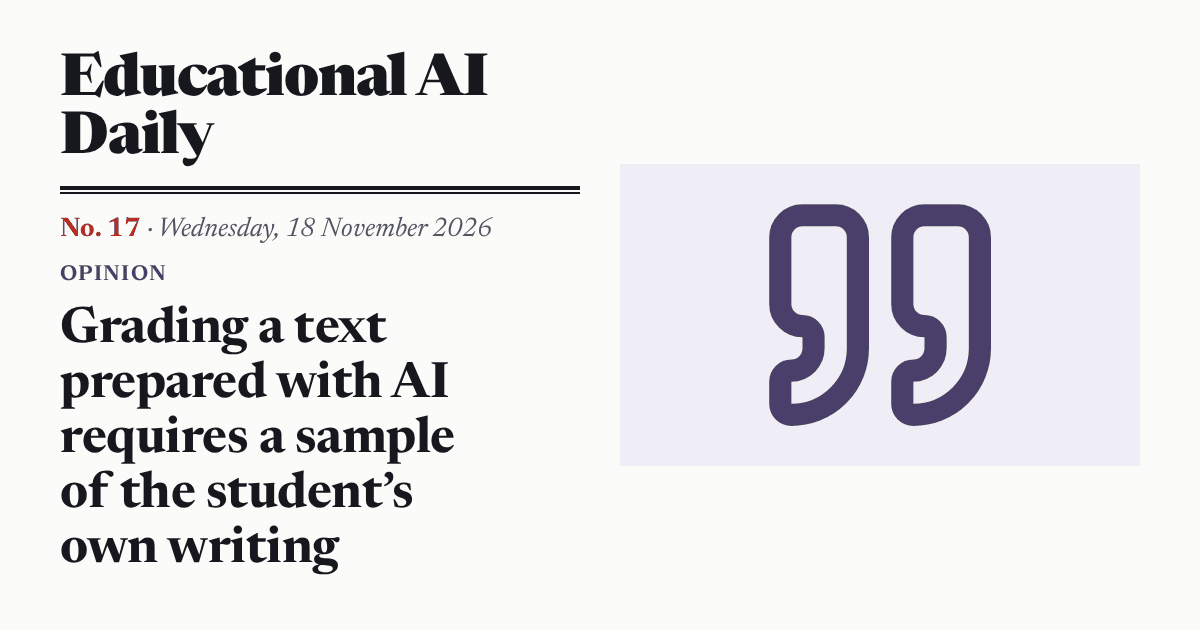 Educational AI
Daily
No. 17 · Wednesday, 18 November 2026
OPINION
Grading a text
prepared with AI
requires a sample
of the student’s
own writing